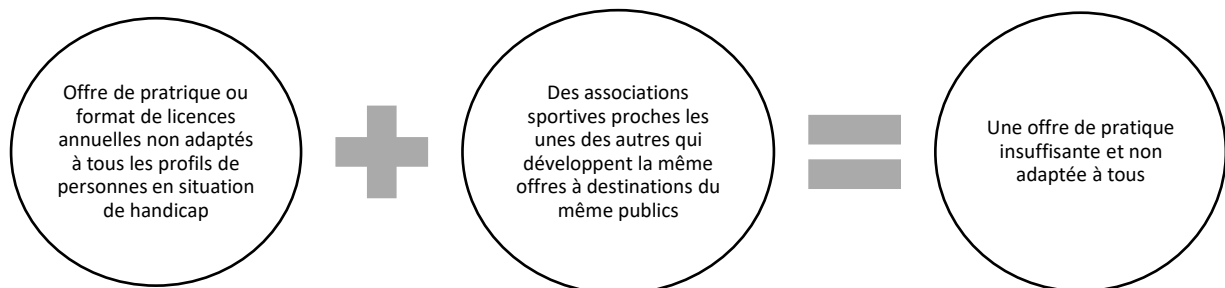 Offre de pratrique ou
format de licences
annuelles non adaptés
à tous les profils de
personnes en situation
de handicap
Des associations
sportives proches les
unes des autres qui
développent la même
offres à destinations du
même publics
Une offre de pratique
insuffisante et non
adaptée à tous